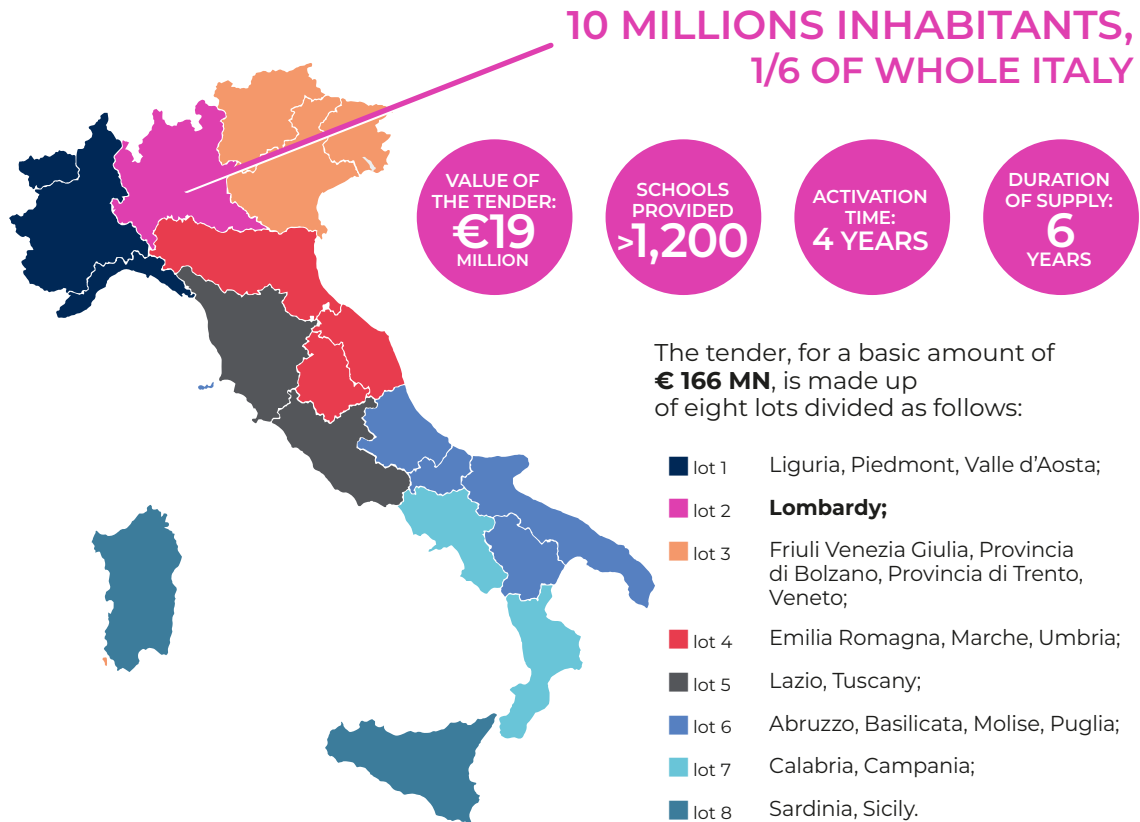 10 MILLIONS INHABITANTS,
1/6 OF WHOLE ITALY
VALUE OF
THE TENDER:
€19
MILLION
SCHOOLS
PROVIDED
>1,200
ACTIVATION
TIME:
4 YEARS
DURATION
OF SUPPLY:
6
YEARS
The tender, for a basic amount of
€ 166 MN, is made up
of eight lots divided as follows:
lot 1 Liguria, Piedmont, Valle d’Aosta;
lot 2 Lombardy;
lot 3 Friuli Venezia Giulia, Provincia
di Bolzano, Provincia di Trento,
Veneto;
lot 4 Emilia Romagna, Marche, Umbria;
lot 5 Lazio, Tuscany;
lot 6 Abruzzo, Basilicata, Molise, Puglia;
lot 7 Calabria, Campania;
lot 8 Sardinia, Sicily.